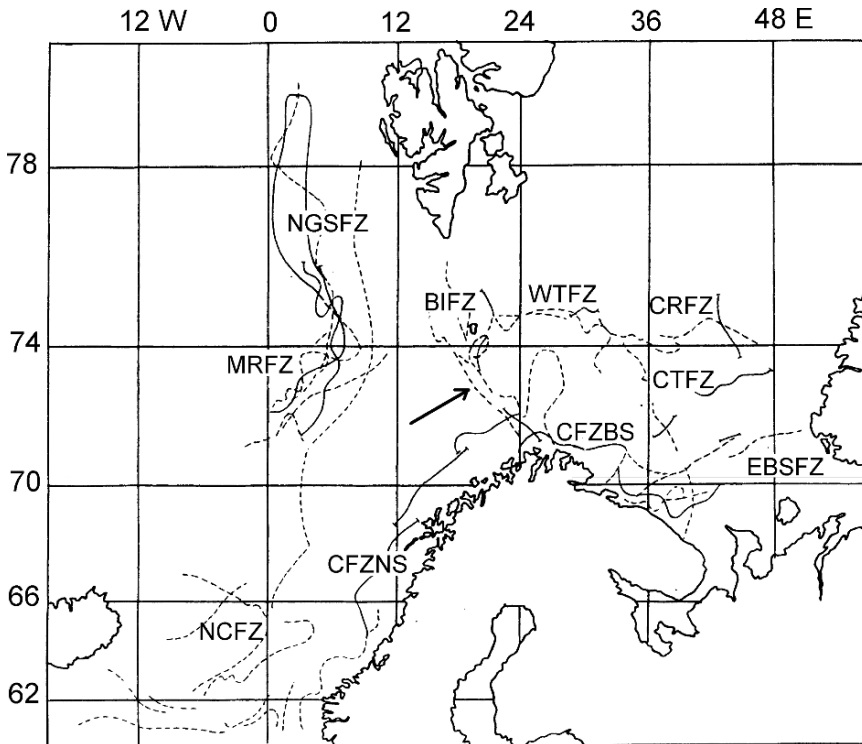 12 W 0 12 24 36 48 E
78
NGSFZ
BIFZ WTFZ CRFZ
74
MRFZ CTFZ
CFZBS
70 EBSFZ
CFZNS
66
NCFZ
62